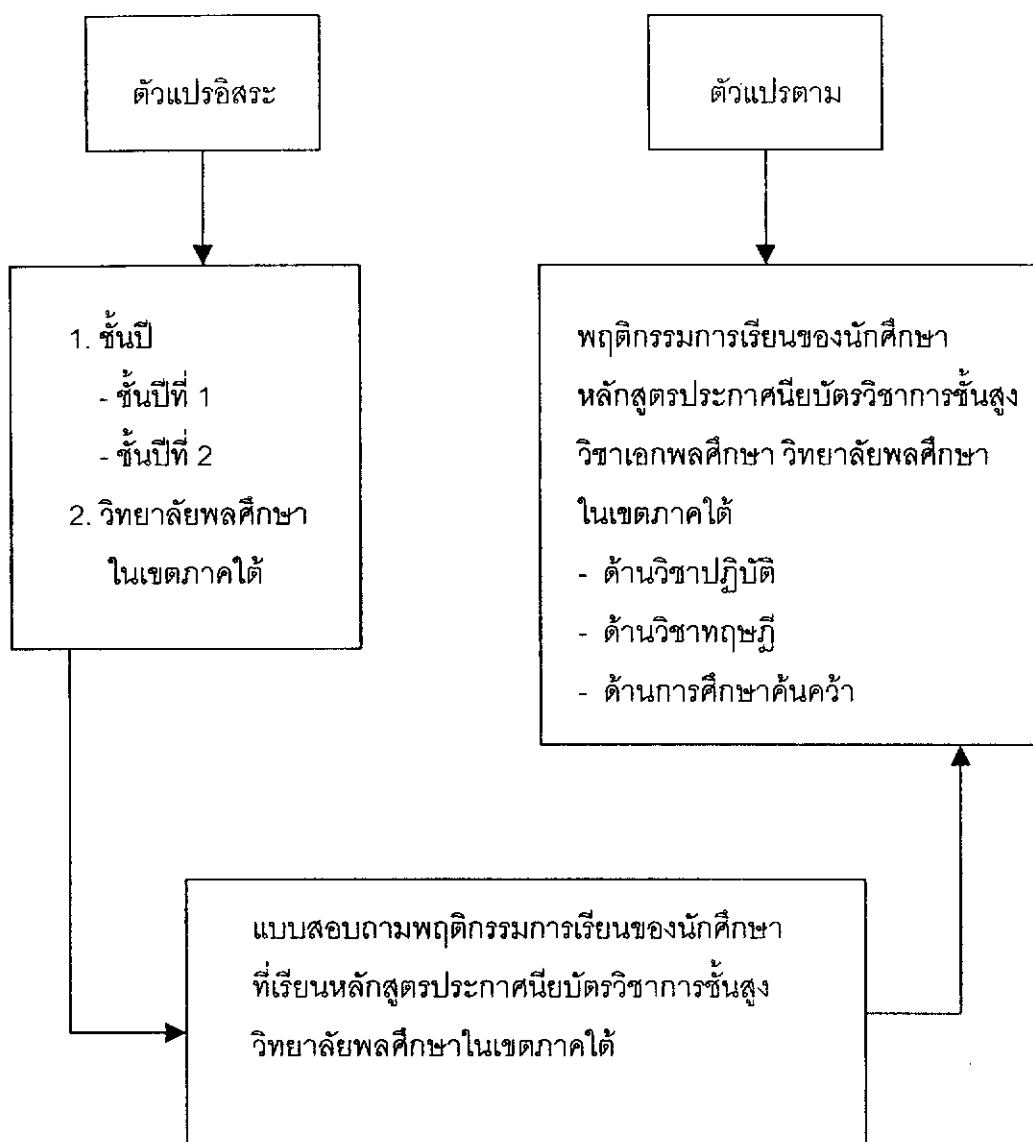 ตัวแปรอิสระ
ตัวแปรตาม
1. ชั้นปี
- ชั้นปีที่ 1
- ชั้นปีที่ 2
2. วิทยาลัยพลศึกษา
ในเขตภาคใต้
พฤติกรรมการเรียนของนักศึกษา
หลักสูตรประกาศนียบัตรวิชาการชั้นสูง
วิชาเอกพลศึกษา วิทยาลัยพลศึกษา
ในเขตภาคใต้
- ด้านวิชาปฏิบัติ
- ด้านวิชาทฤษฎี
- ด้านการศึกษาค้นคว้า
แบบสอบถามพฤติกรรมการเรียนของนักศึกษา
ที่เรียนหลักสูตรประกาศนียบัตรวิชาการชั้นสูง
วิทยาลัยพลศึกษาในเขตภาคใต้